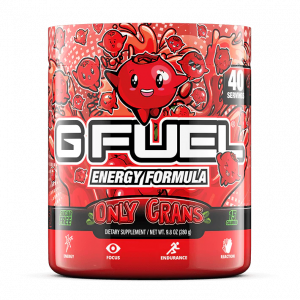 40
SERVINGS
G FUEL
ENERGY FORMULA
ONLY CRANS
DIETARY SUPPLEMENT / NET WT. 9.8 OZ (280 g)
ENERGY
FOCUS
ENDURANCE
REACTION